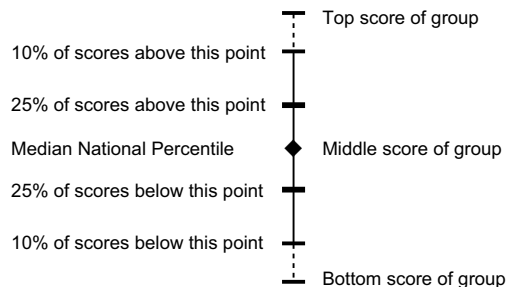 Top score of group
10% of scores above this point
25% of scores above this point
Median National Percentile Middle score of group
25% of scores below this point
10% of scores below this point
Bottom score of group